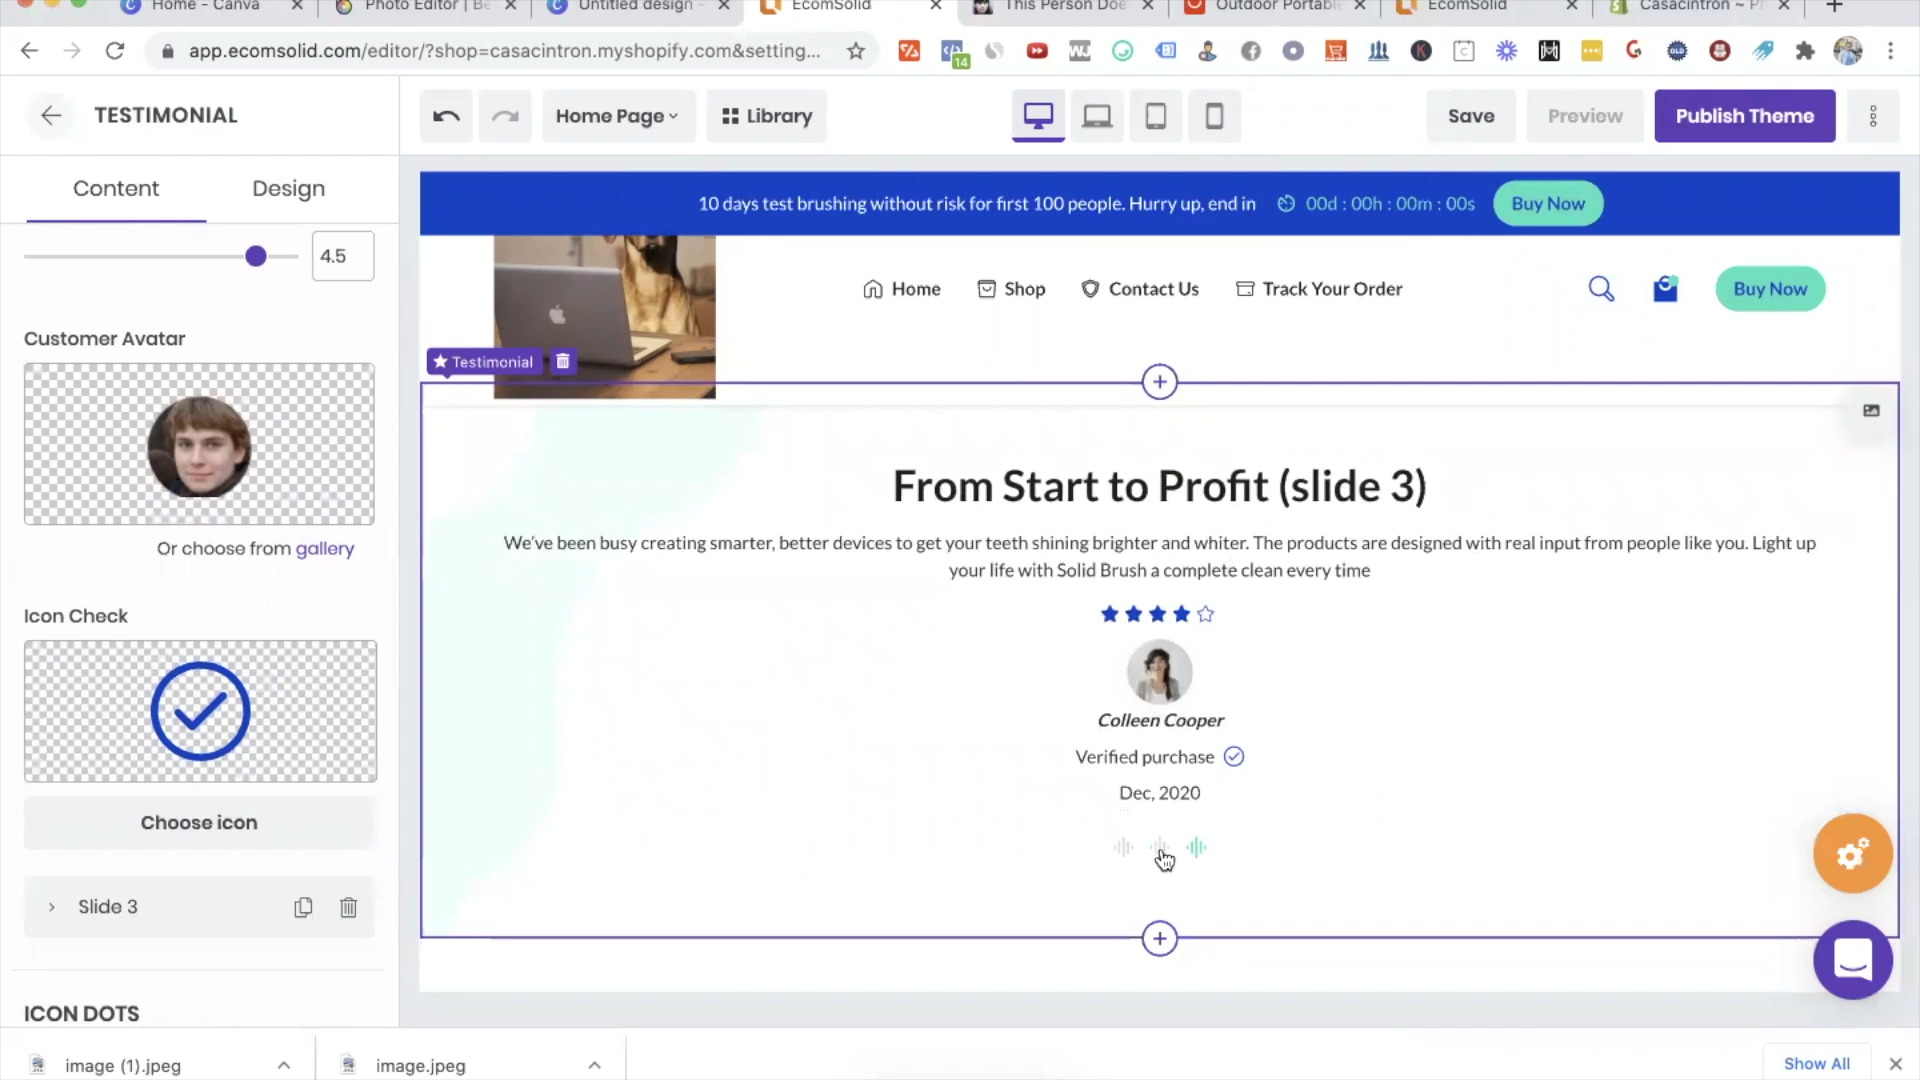 Home - Canva
Photo Editor | Be
Untitled design -
EcomSolid
This Person Doe
Outdoor Portable
EcomSolid
Casacintron ~ P
app.ecomsolid.com/editor/?shop=casacintron.myshopify.com&setting...
14
TESTIMONIAL
Home Page
Library
Save
Preview
Publish Theme
Content
Design
4.5
10 days test brushing without risk for first 100 people. Hurry up, end in
00d : 00h : 00m : 00s
Buy Now
Home
Shop
Contact Us
Track Your Order
Buy Now
Customer Avatar
Testimonial
Or choose from gallery
Icon Check
Choose icon
Slide 3
ICON DOTS
From Start to Profit (slide 3)
We've been busy creating smarter, better devices to get your teeth shining brighter and whiter. The products are designed with real input from people like you. Light up
your life with Solid Brush a complete clean every time
Colleen Cooper
Verified purchase
Dec, 2020
image (1).jpeg
image.jpeg
Show All